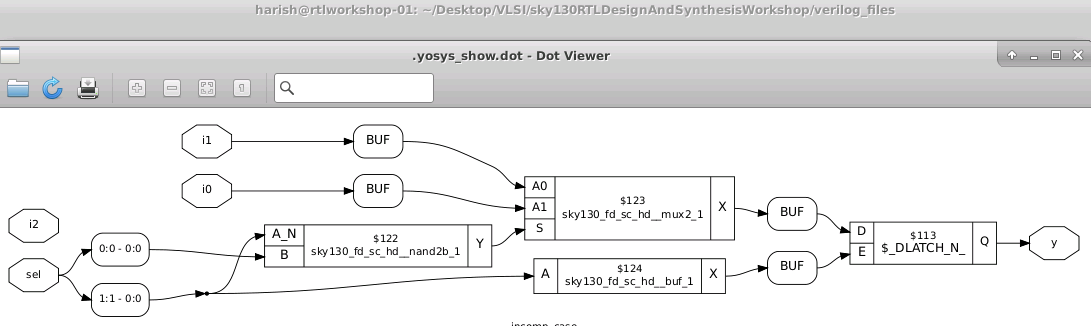 harish@rtlworkshop-01: ~/Desktop/VLSI/sky130RTLDesignAndSynthesisWorkshop/verilog_files
.yosys_show.dot - Dot Viewer
i1
BUF
i0
BUF
A0
A1
S
$123
sky130_fd_sc_hd__mux2_1
X
BUF
i2
sel
0:0 - 0:0
1:1 - 0:0
A_N
B
$122
sky130_fd_sc_hd__nand2b_1
Y
A
$124
sky130_fd_sc_hd__buf_1
X
BUF
D
E
$113
$_DLATCH_N_
Q
y